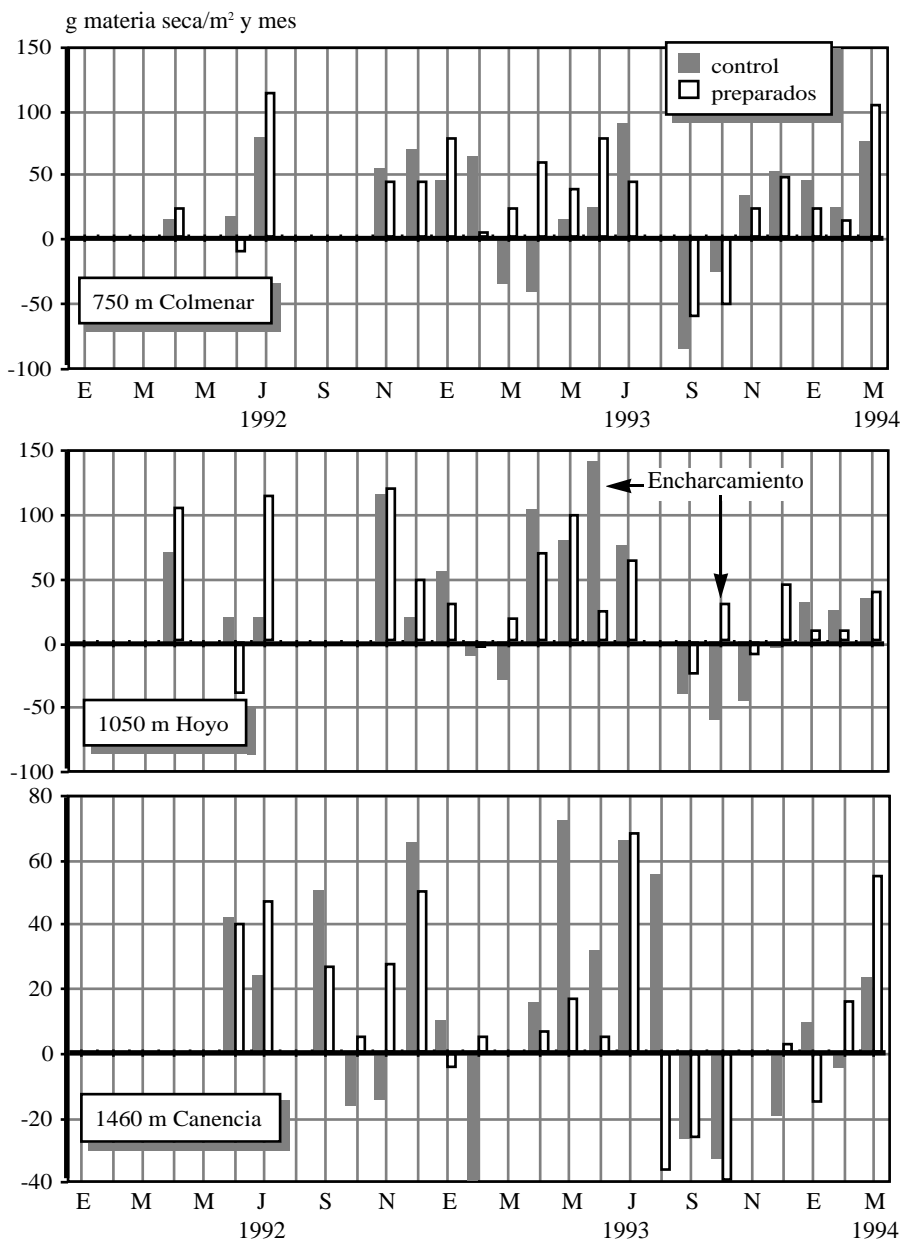 g materia seca/m² y mes
150
100
50
0
-50
-100
control
preparados
750 m Colmenar
E M M J S N E M M J S N E M
1992 1993 1994
150
100
50
0
-50
-100
Encharcamiento
1050 m Hoyo
80
60
40
20
0
-20
-40
1460 m Canencia
E M M J S N E M M J S N E M
1992 1993 1994